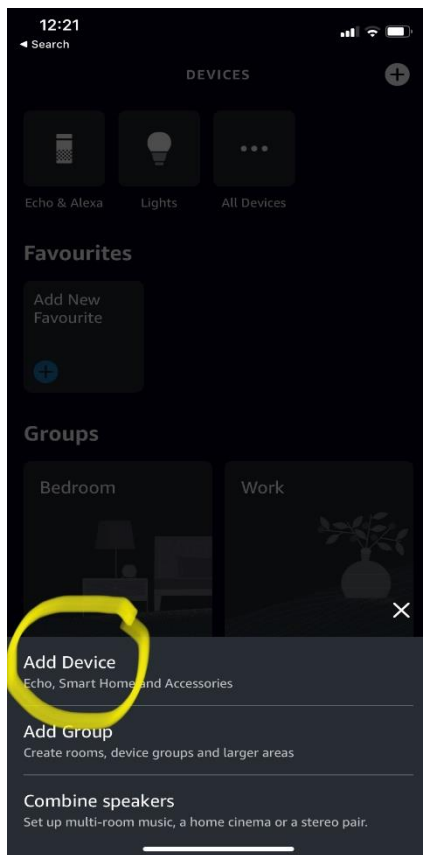 12:21
◄ Search
DEVICES
Echo & Alexa Lights All Devices
Favourites
Add New
Favourite
Groups
Bedroom Work
Add Device
Echo, Smart Home and Accessories
Add Group
Create rooms, device groups and larger areas
Combine speakers
Set up multi-room music, a home cinema or a stereo pair.